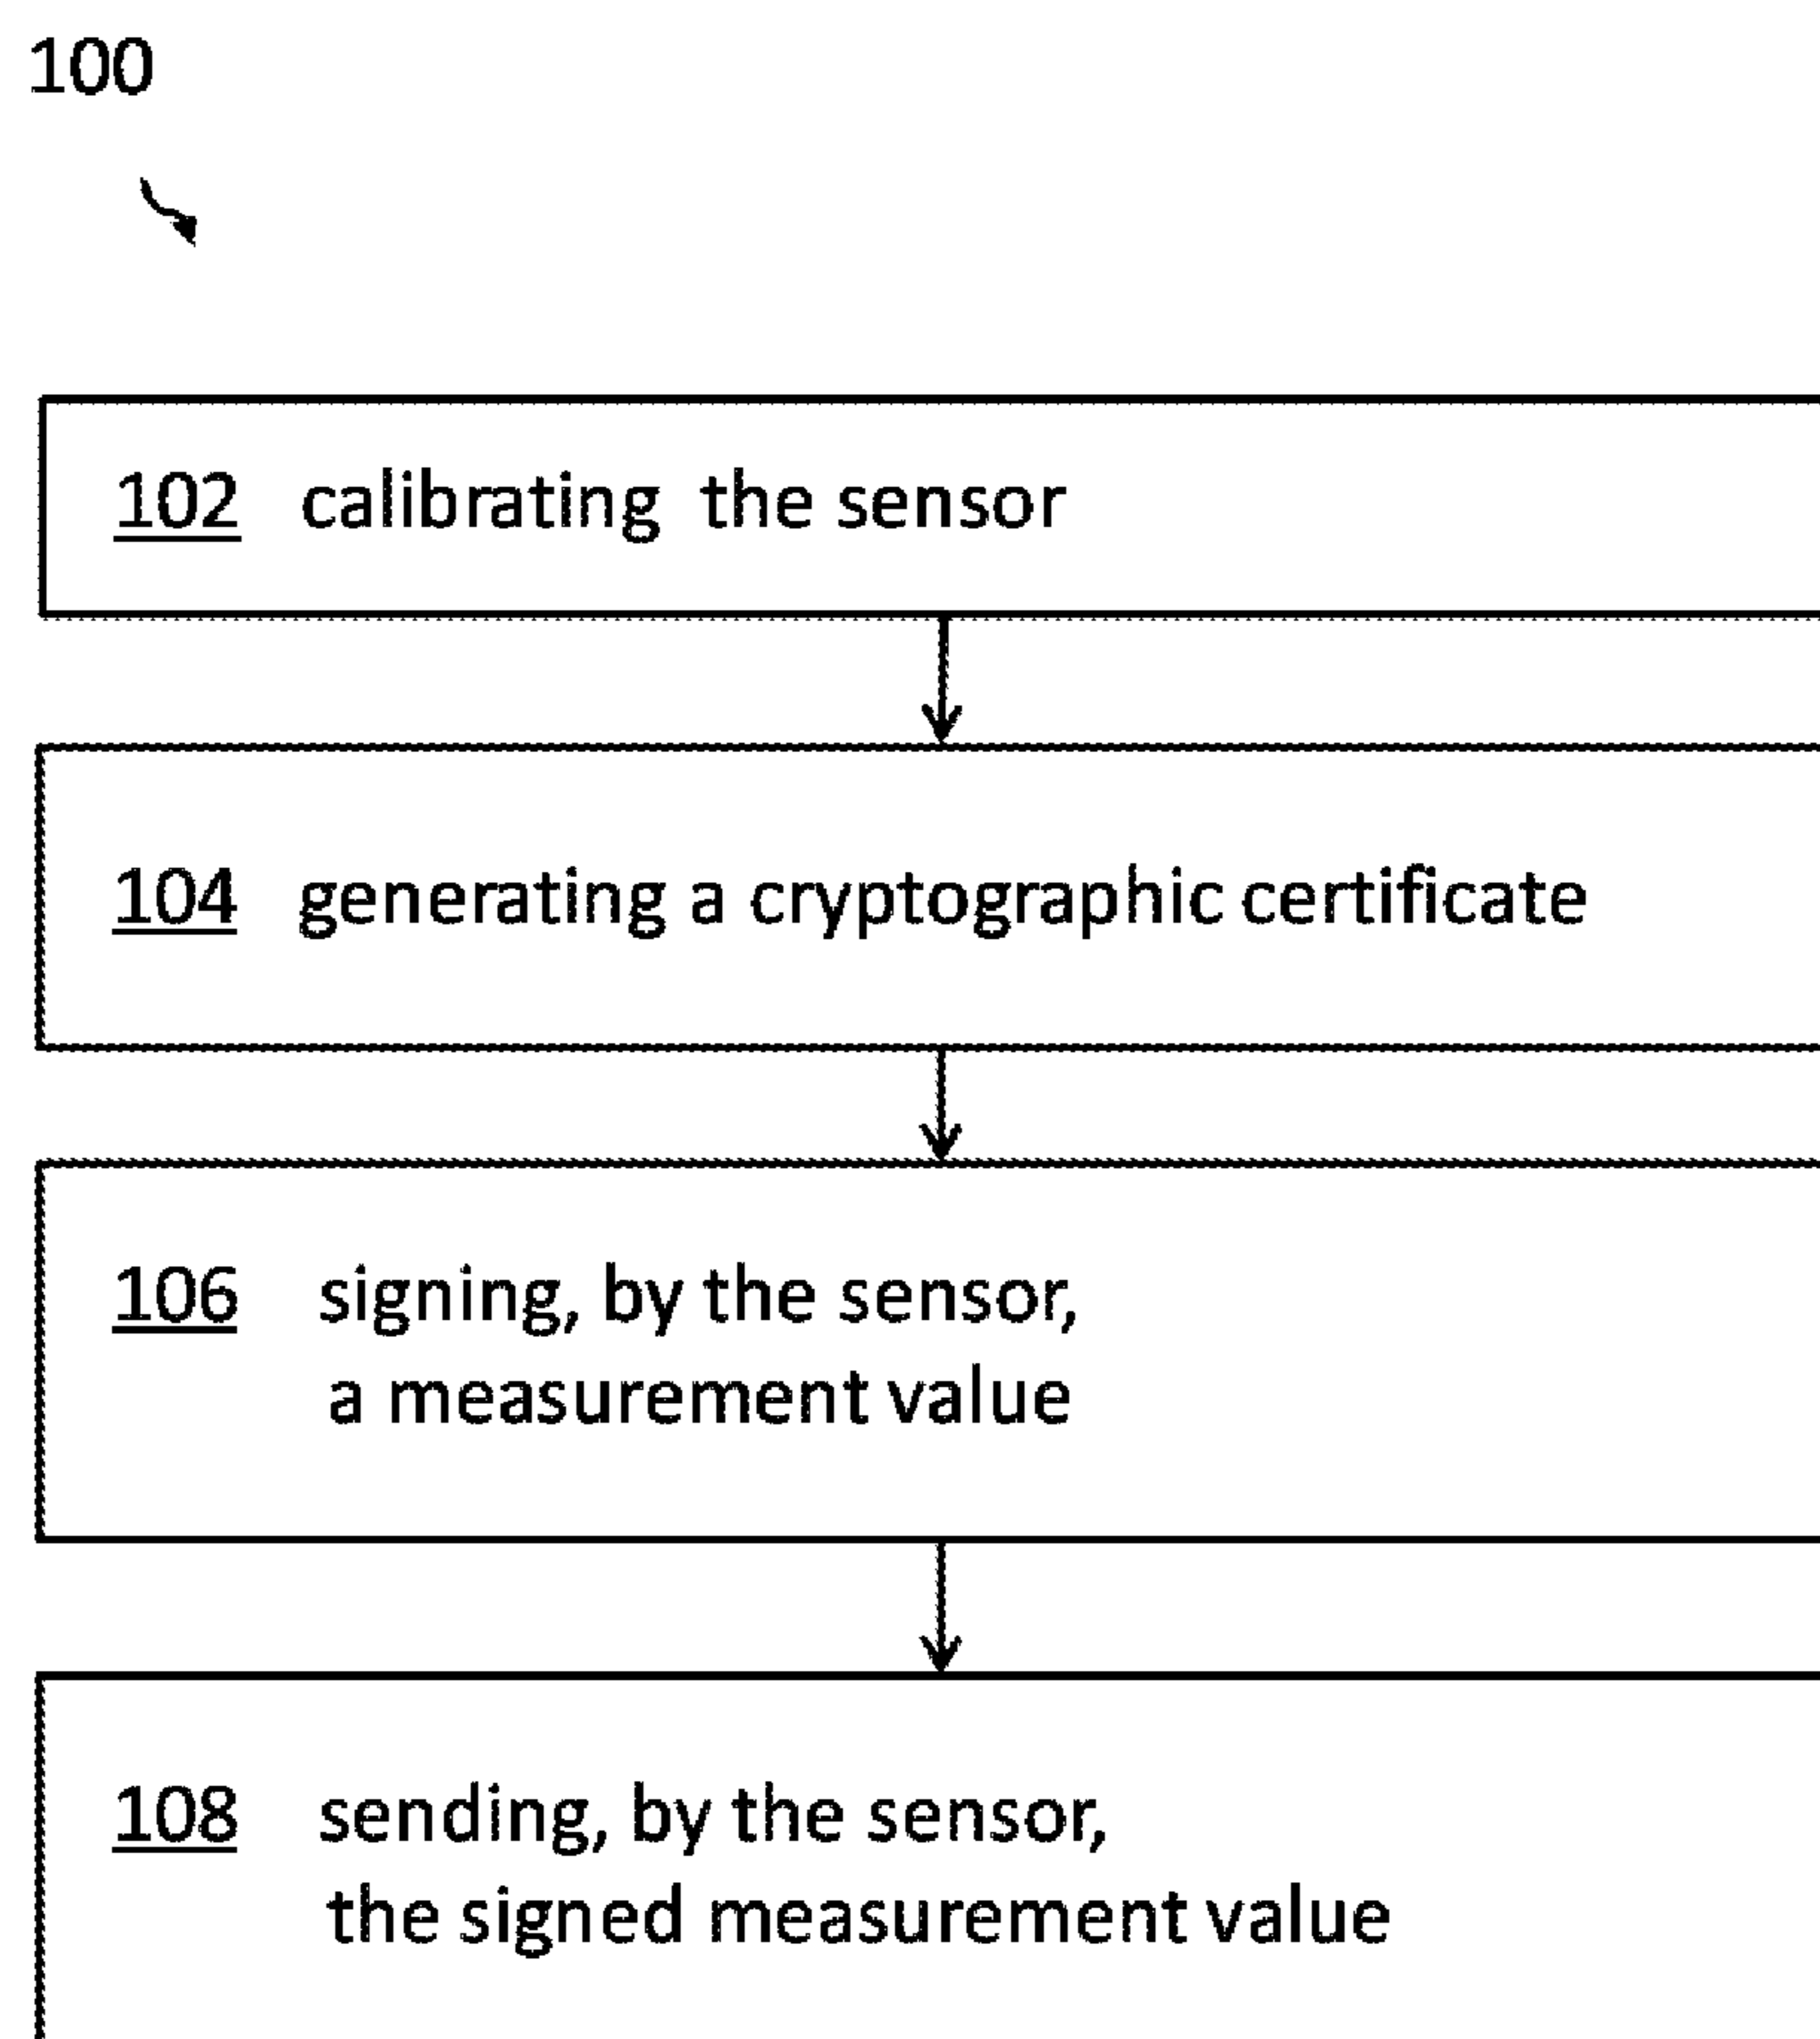 100
102 calibrating the sensor
104 generating a cryptographic certificate
106 signing, by the sensor,
a measurement value
108 sending, by the sensor,
the signed measurement value